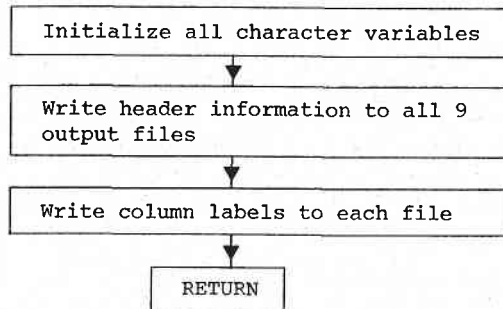 Initialize all character variables
Write header information to all 9
output files
Write column labels to each file
RETURN